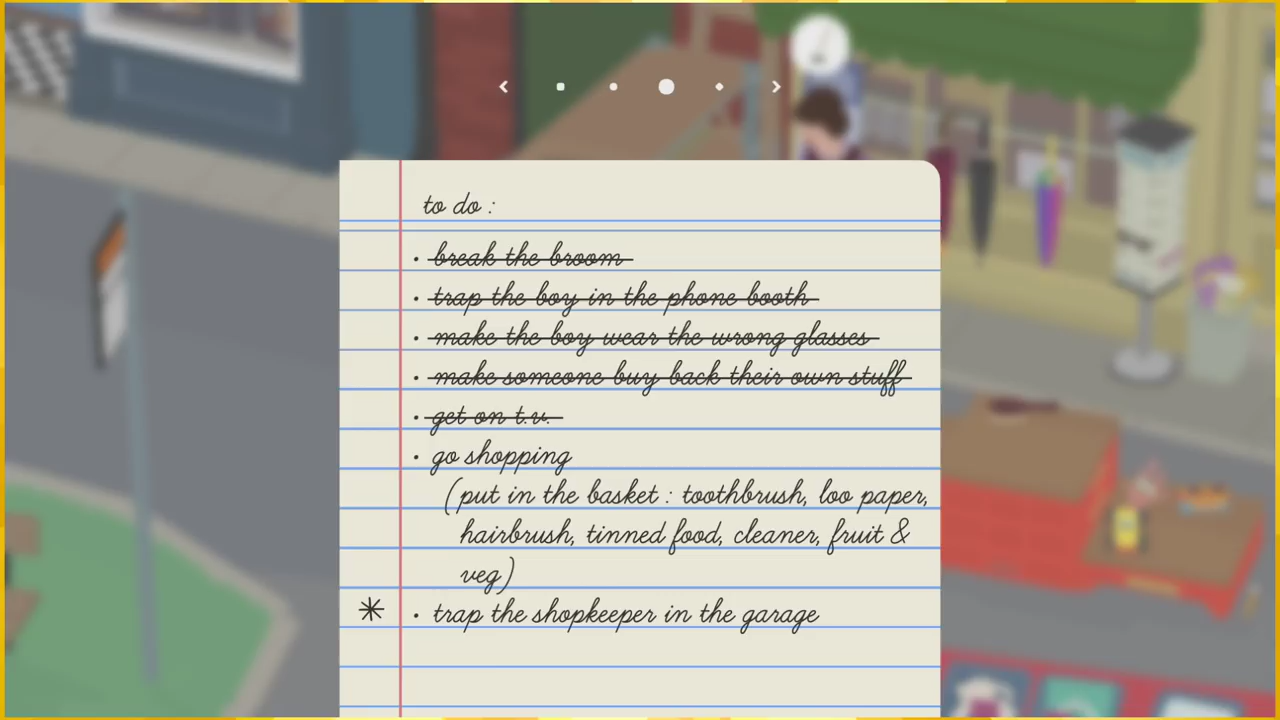 to do :
• break the broom
• trap the boy in the phone booth
• make the boy wear the wrong glasses
• make someone buy back their own stuff
• get on t.v.
• go shopping
(put in the basket : toothbrush, loo paper,
hairbrush, tinned food, cleaner, fruit &
veg)
* • trap the shopkeeper in the garage